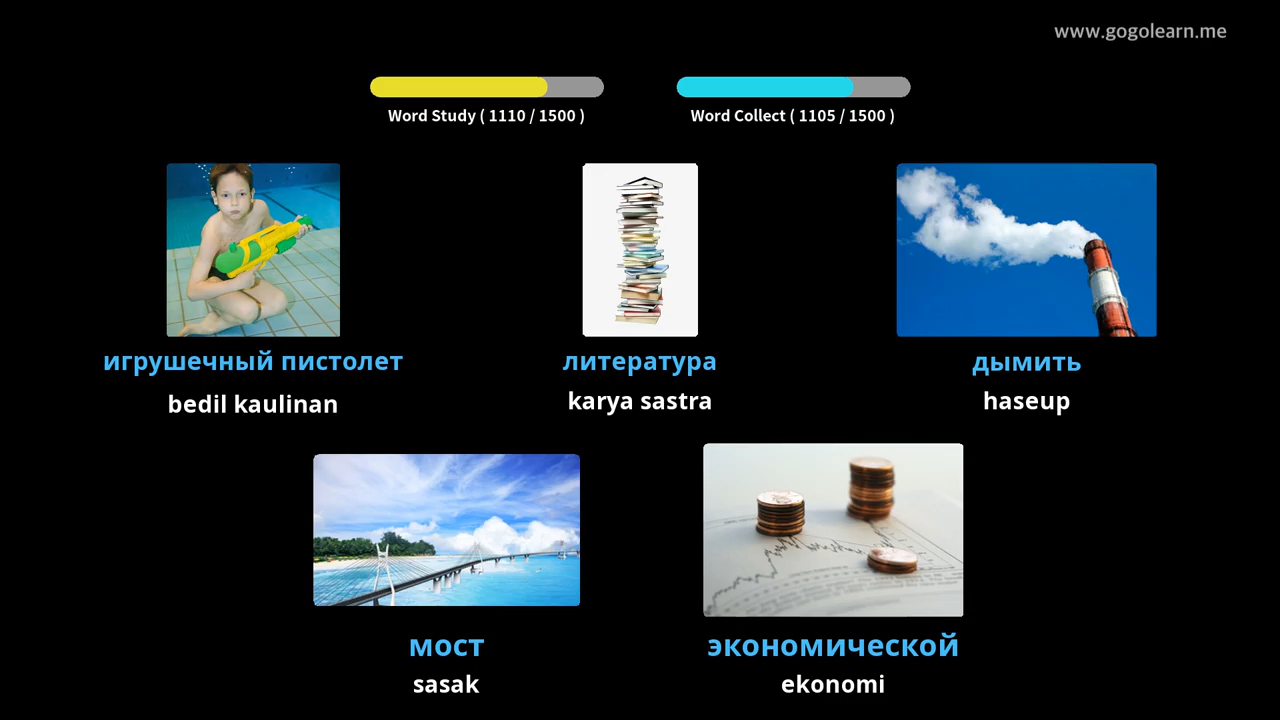 www.gogolearn.me
Word Study ( 1110 / 1500 )
Word Collect ( 1105 / 1500 )
игрушечный пистолет
литература
дымить
bedil kaulinan
karya sastra
haseup
мост
экономической
sasak
ekonomi